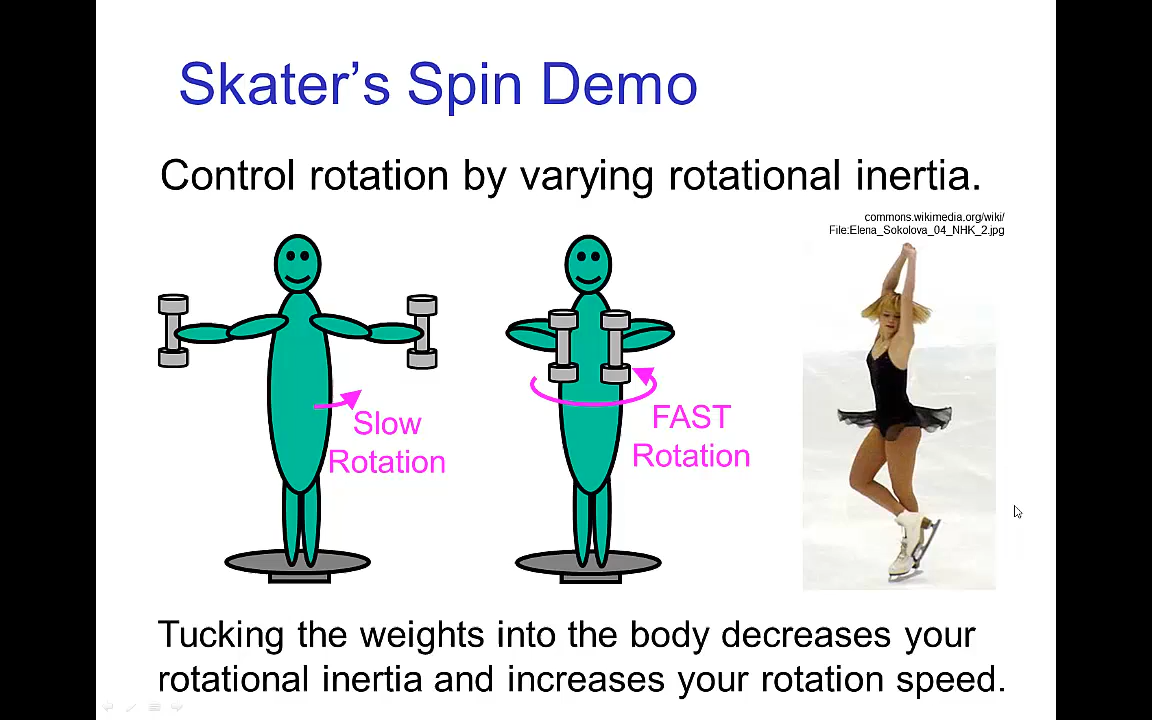 Skater’s Spin Demo
Control rotation by varying rotational inertia.
commons.wikimedia.org/wiki/
File:Elena_Sokolova_04_NHK_2.jpg
Slow
Rotation
FAST
Rotation
Tucking the weights into the body decreases your
rotational inertia and increases your rotation speed.